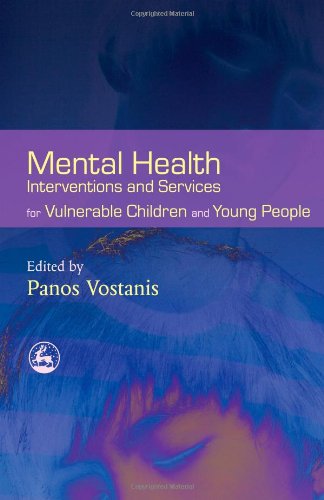 Mental Health
Interventions and Services
for Vulnerable Children and Young People
Edited by
Panos Vostanis